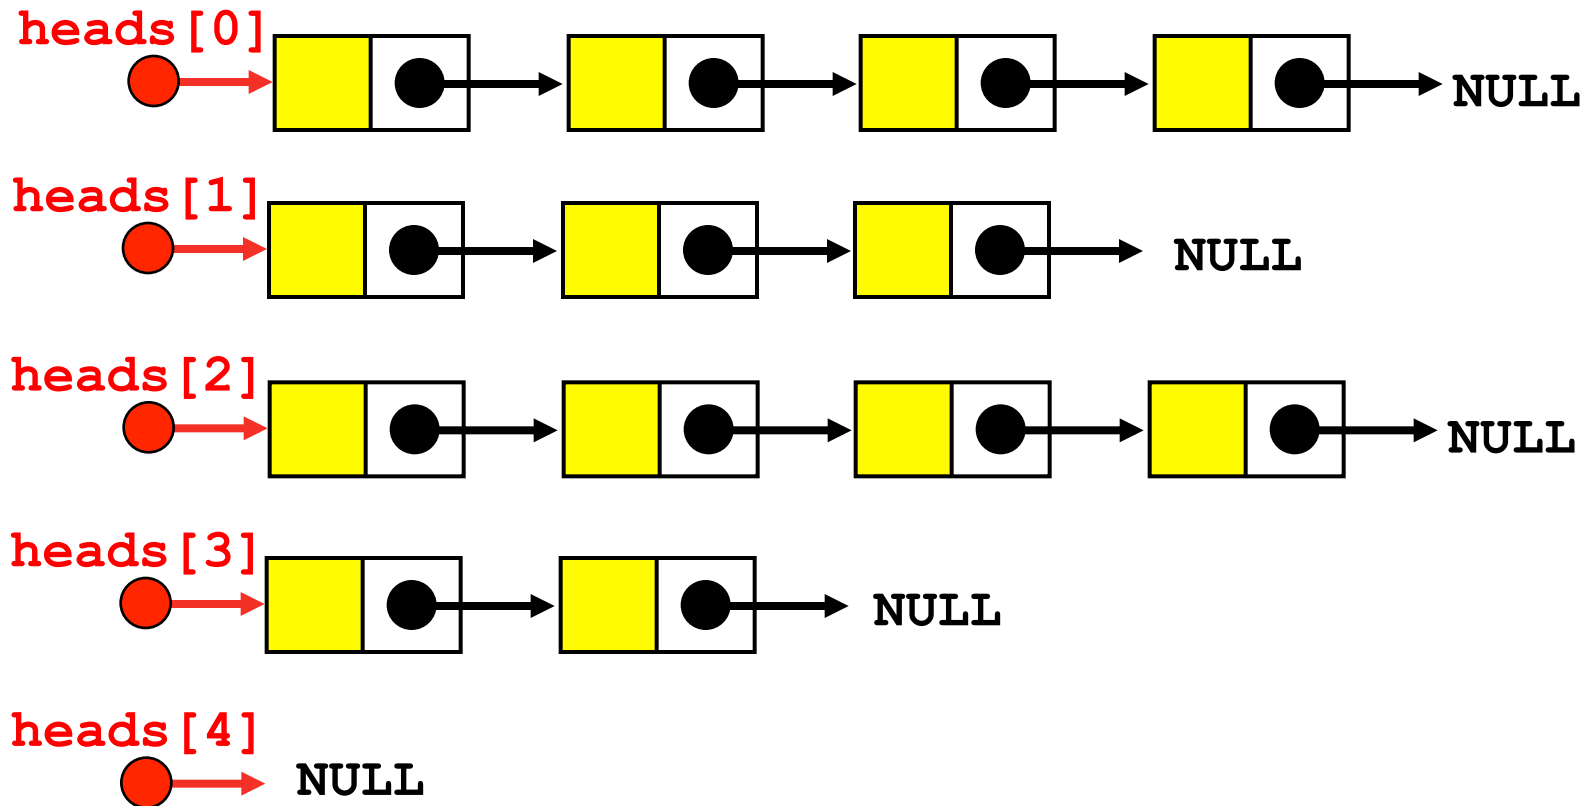 heads[0]
NULL
heads[1]
NULL
heads[2]
NULL
heads[3]
NULL
heads[4]
NULL